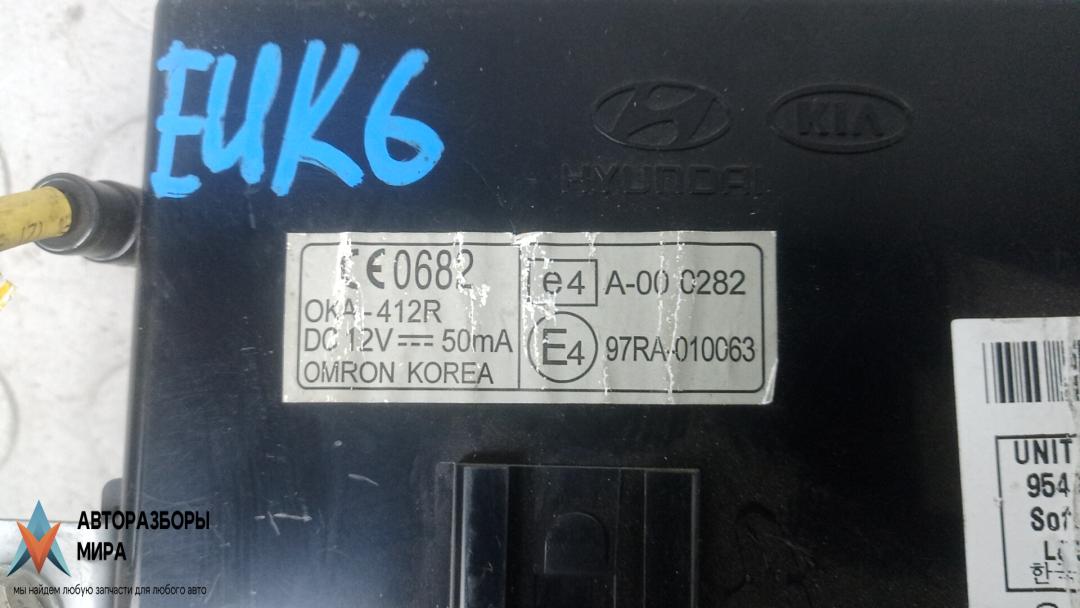 EUK6
HYUNDAI
KIA
CE0682
OKA-412R
DC 12V 50mA
OMRON KOREA
e4 A-00 0282
E4 97RA-010063
UNIT
954
Sof
АВТОРАЗБОРЫ
МИРА
мы найдем любую запчасти для любого авто